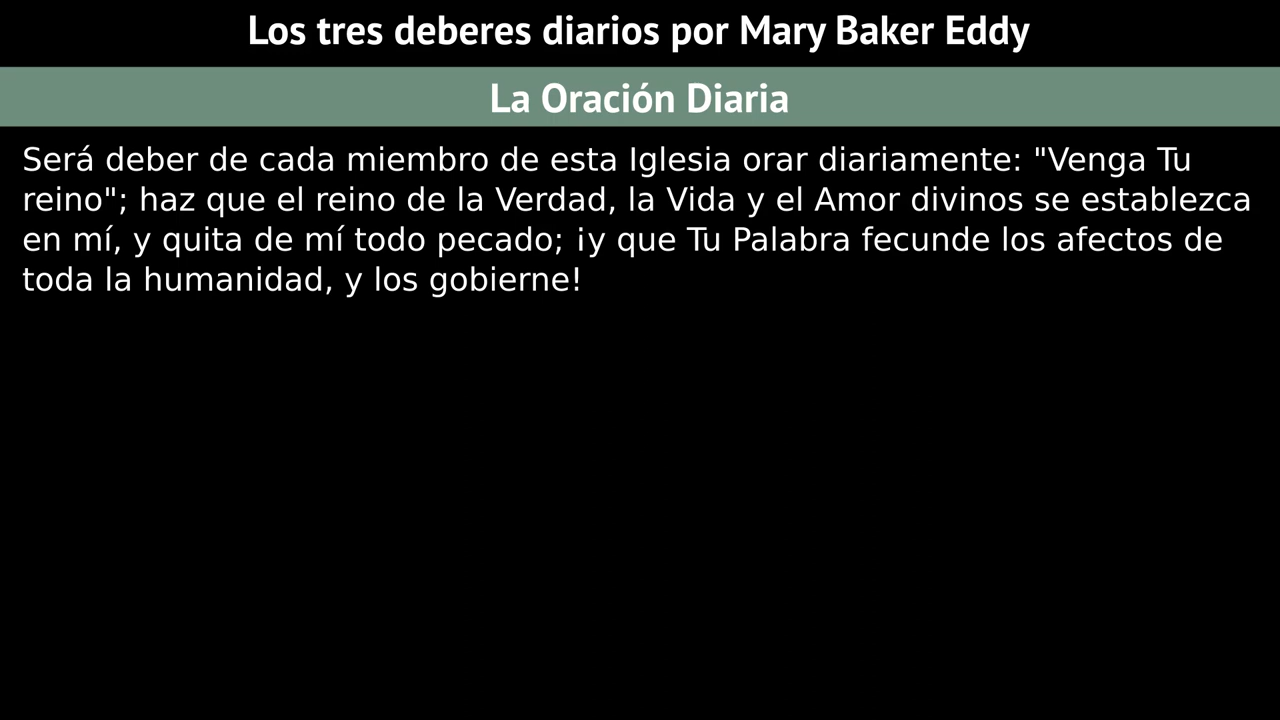 Los tres deberes diarios por Mary Baker Eddy
La Oración Diaria
Será deber de cada miembro de esta Iglesia orar diariamente: "Venga Tu
reino"; haz que el reino de la Verdad, la Vida y el Amor divinos se establezca
en mí, y quita de mí todo pecado; ¡y que Tu Palabra fecunde los afectos de
toda la humanidad, y los gobierne!